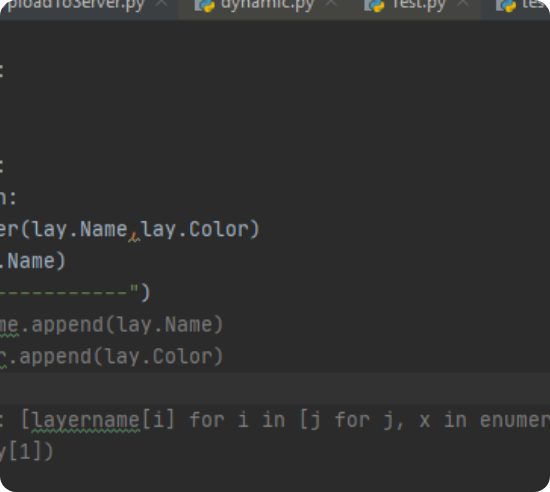 ploadToServer.py dynamic.py Test.py tes
:
:
n:
er(lay.Name,lay.Color)
.Name)
-----------")
me.append(lay.Name)
r.append(lay.Color)
: [layername[i] for i in [j for j, x in enumer
y[1])